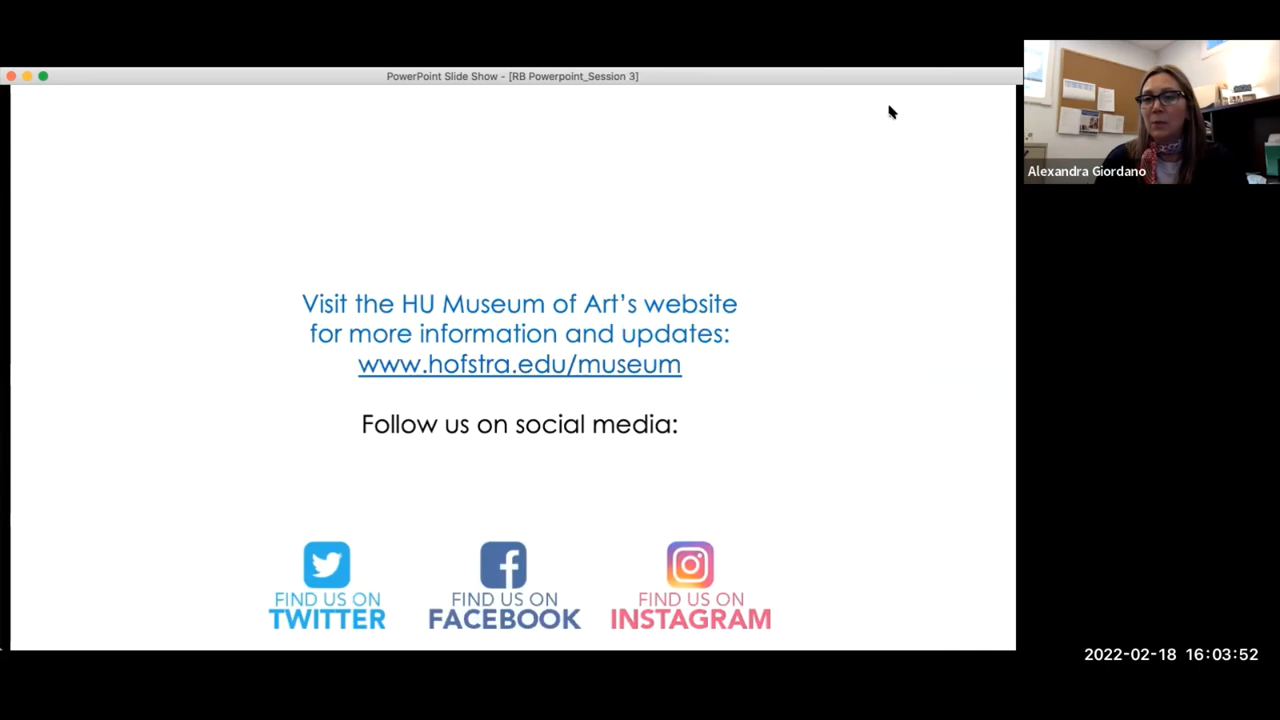 PowerPoint Slide Show - [RB Powerpoint_Session 3]
Alexandra Giordano
Visit the HU Museum of Art’s website
for more information and updates:
www.hofstra.edu/museum
Follow us on social media:
FIND US ON
TWITTER
FIND US ON
FACEBOOK
FIND US ON
INSTAGRAM
2022-02-18 16:03:52